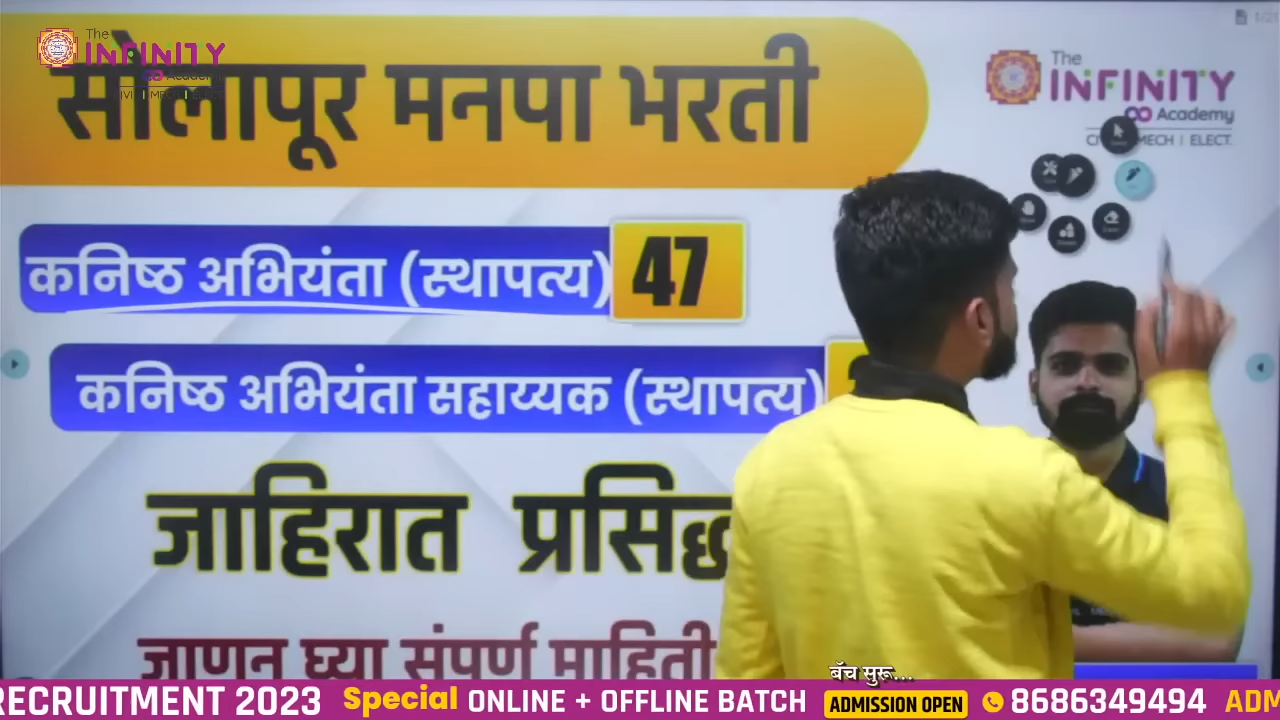 The
INFINITY
Academy
सोलापूर मनपा भरती
The
INFINITY
Academy
MECH | ELECT.
कनिष्ठ अभियंता (स्थापत्य)
47
कनिष्ठ अभियंता सहाय्यक (स्थापत्य)
जाहिरात प्रसिद्ध
जाणून घ्या संपूर्ण माहिती
बॅच सुरू...
RECRUITMENT 2023 Special ONLINE + OFFLINE BATCH ADMISSION OPEN 8686349494 ADM